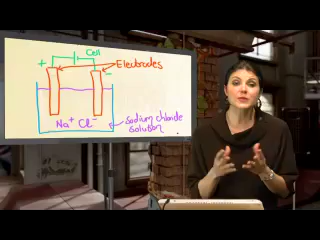 Cell
+
-
Electrodes
Na⁺ Cl⁻
sodium chloride
solution